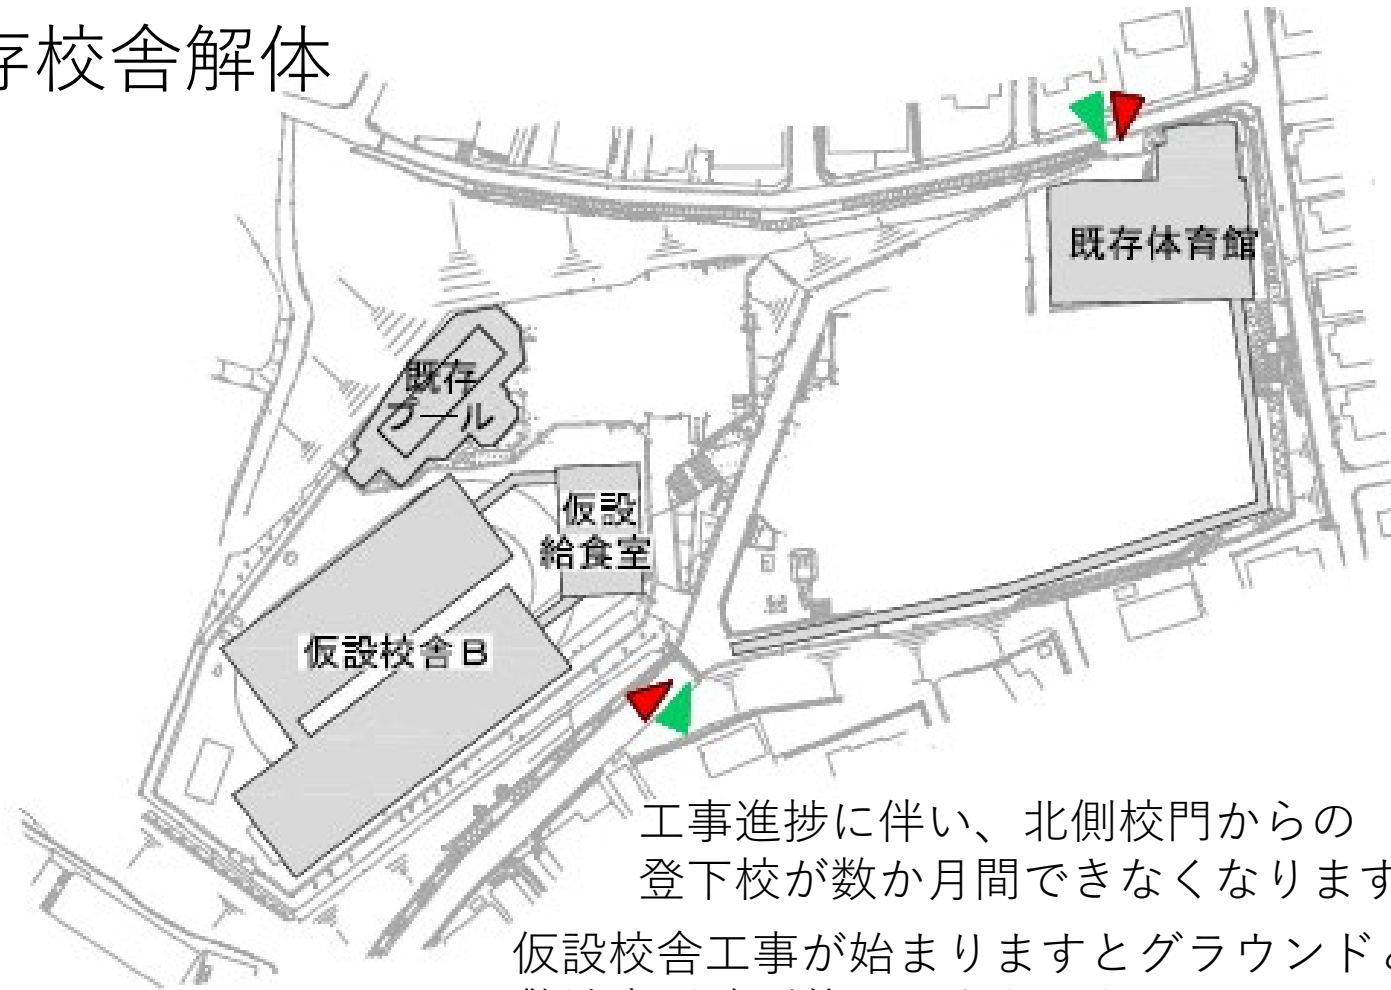 存校舎解体
既存体育館
既存
プール
仮設
給食室
仮設校舎B
工事進捗に伴い、北側校門からの
登下校が数か月間できなくなります
仮設校舎工事が始まりますとグラウンドと